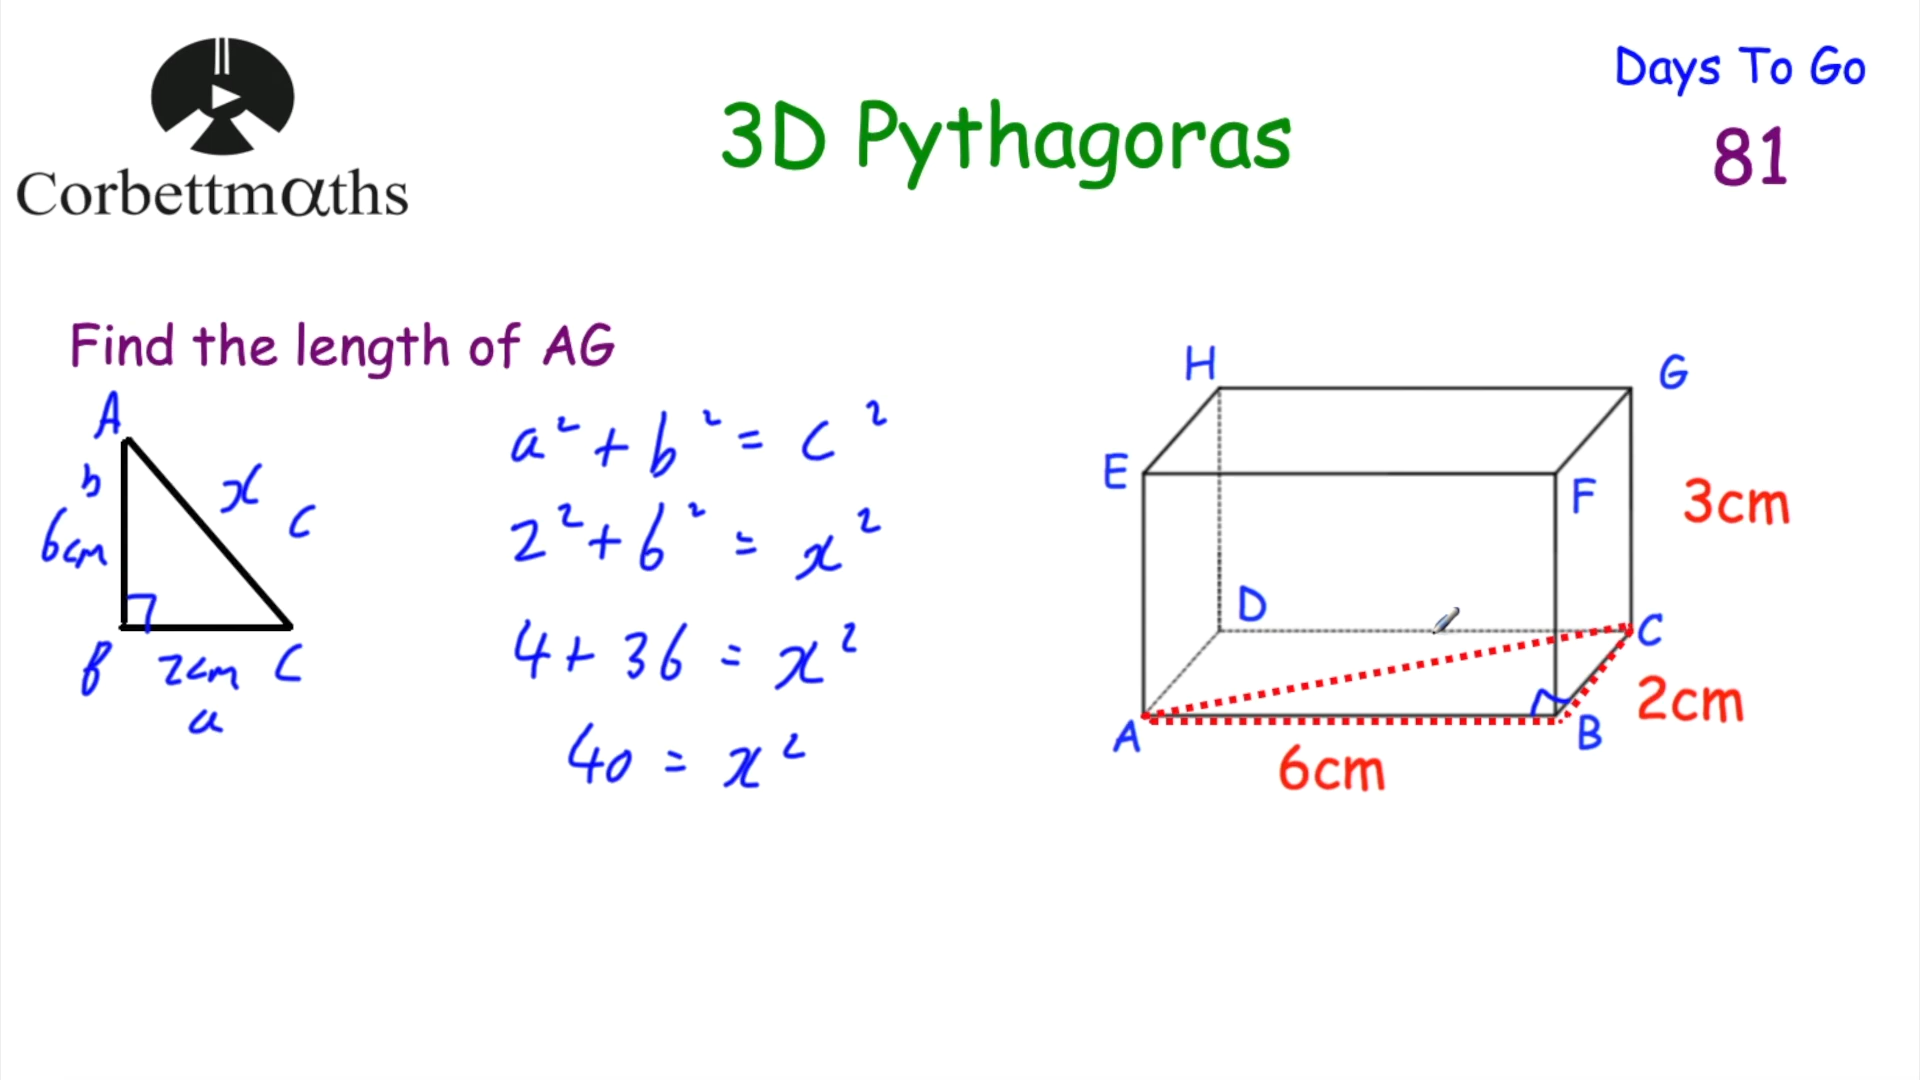 Corbettmαths
3D Pythagoras
Days To Go
81
Find the length of AG
A
b
6cm
x
c
B
2cm
C
a
a² + b² = c²
2² + 6² = x²
4 + 36 = x²
40 = x²
H
G
E
F
3cm
D
C
2cm
A
B
6cm